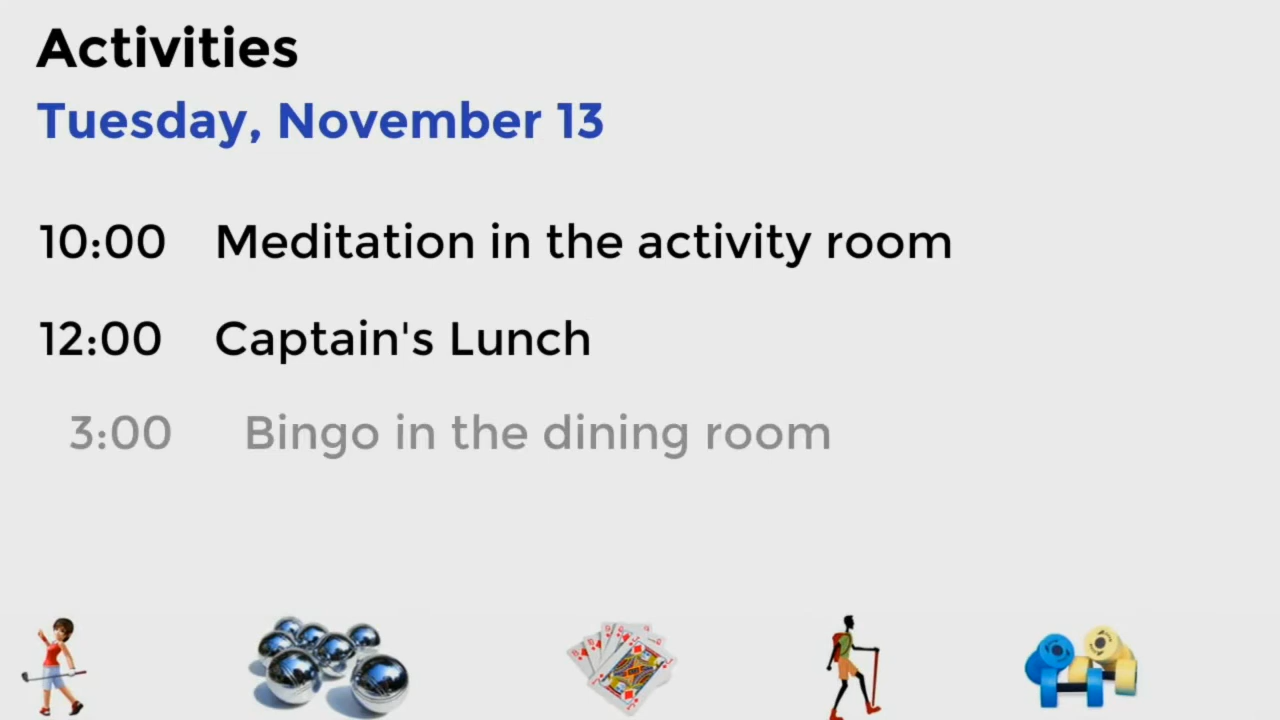 Activities
Tuesday, November 13
10:00 Meditation in the activity room
12:00 Captain's Lunch
3:00 Bingo in the dining room